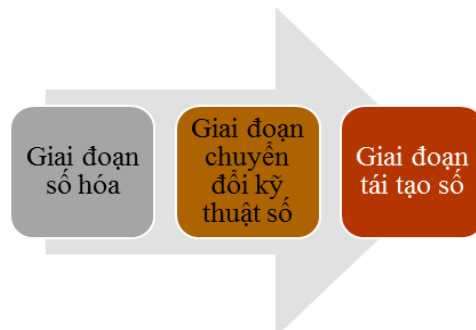 Giai đoạn
số hóa
Giai đoạn
chuyển
đổi kỹ
thuật số
Giai đoạn
tái tạo số